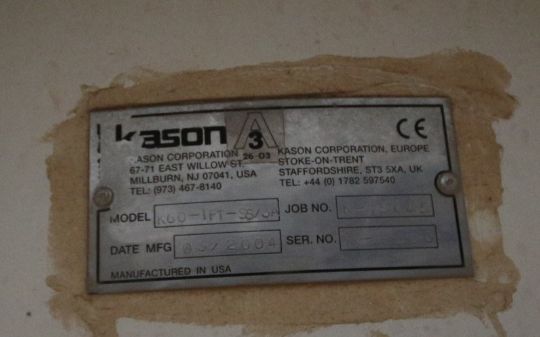 kason
A
3
26-03
CE
KASON CORPORATION
67-71 EAST WILLOW ST.
MILLBURN, NJ 07041, USA
TEL: (973) 467-8140
KASON CORPORATION, EUROPE
STOKE-ON-TRENT
STAFFORDSHIRE, ST3 5XA, UK
TEL: +44 (0) 1782 597540
MODEL
JOB NO.
DATE MFG 05/2004 SER. NO.
MANUFACTURED IN USA